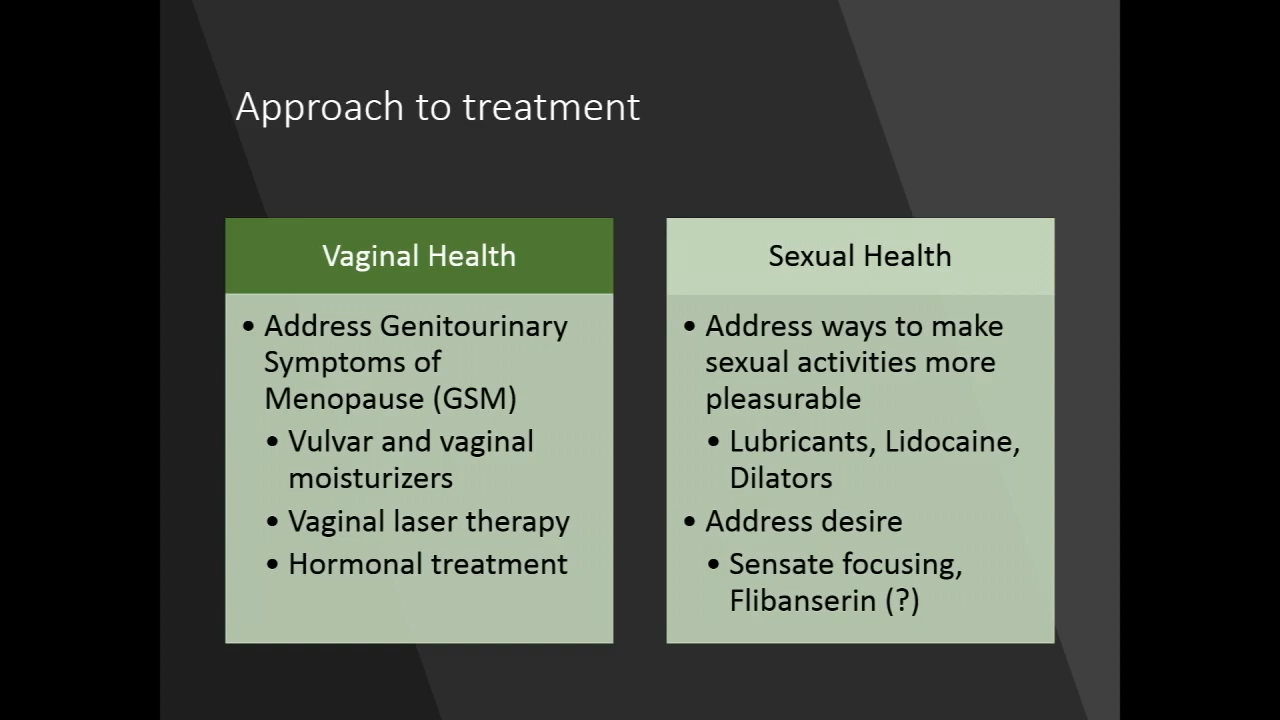 Approach to treatment
Vaginal Health
• Address Genitourinary
Symptoms of
Menopause (GSM)
• Vulvar and vaginal
moisturizers
• Vaginal laser therapy
• Hormonal treatment
Sexual Health
• Address ways to make
sexual activities more
pleasurable
• Lubricants, Lidocaine,
Dilators
• Address desire
• Sensate focusing,
Flibanserin (?)